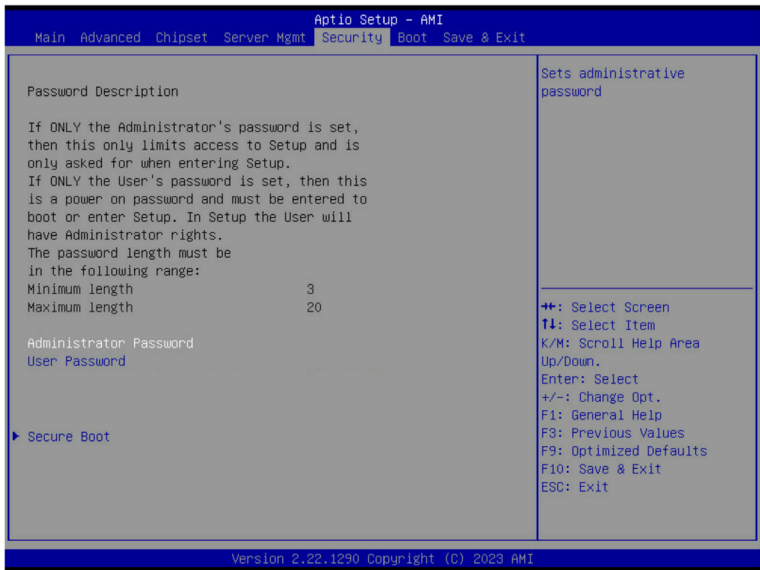 Aptio Setup – AMI
Main Advanced Chipset Server Mgmt Security Boot Save & Exit
Password Description
If ONLY the Administrator's password is set,
then this only limits access to Setup and is
only asked for when entering Setup.
If ONLY the User's password is set, then this
is a power on password and must be entered to
boot or enter Setup. In Setup the User will
have Administrator rights.
The password length must be
in the following range:
Minimum length 3
Maximum length 20
Administrator Password
User Password
▶ Secure Boot
Sets administrative
password
→←: Select Screen
↑↓: Select Item
K/M: Scroll Help Area
Up/Down.
Enter: Select
+/-: Change Opt.
F1: General Help
F3: Previous Values
F9: Optimized Defaults
F10: Save & Exit
ESC: Exit
Version 2.22.1290 Copyright (C) 2023 AMI